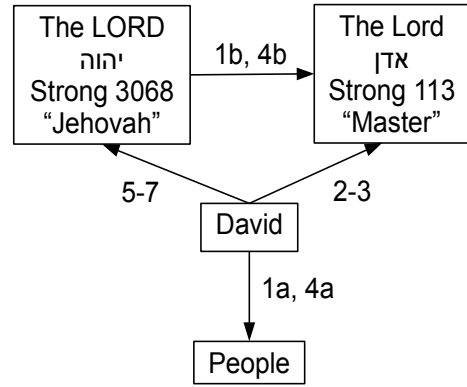 The LORD
יהוה
Strong 3068
“Jehovah”
1b, 4b
The Lord
אדן
Strong 113
“Master”
5-7
2-3
David
1a, 4a
People